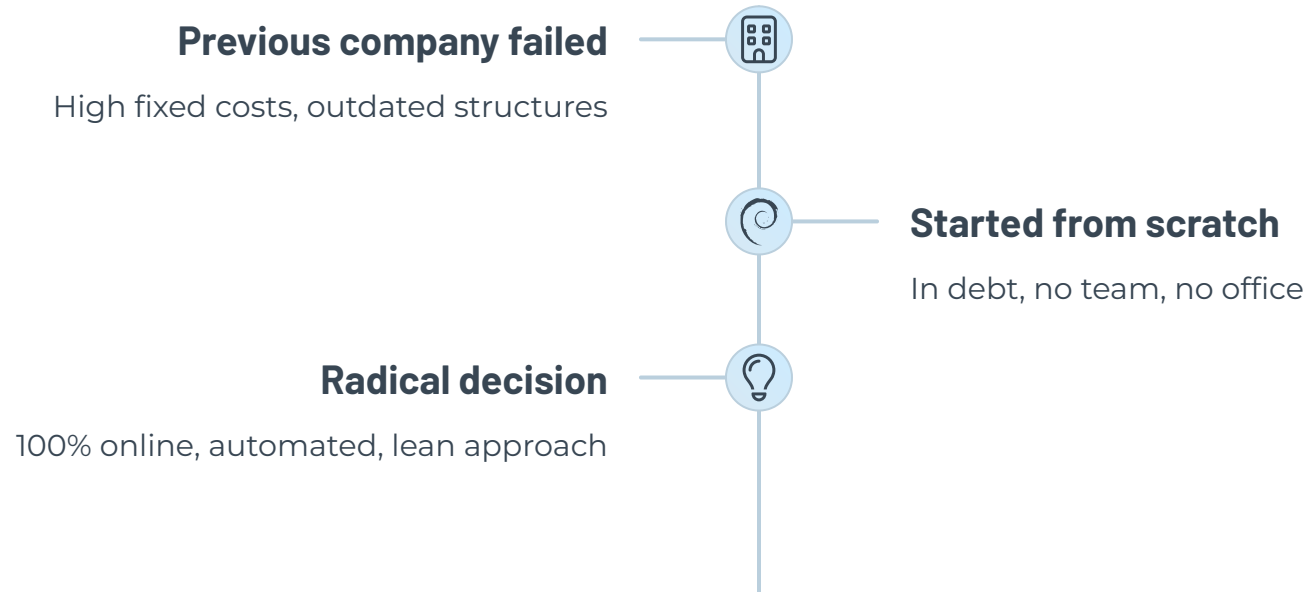 Previous company failed
High fixed costs, outdated structures
Started from scratch
In debt, no team, no office
Radical decision
100% online, automated, lean approach